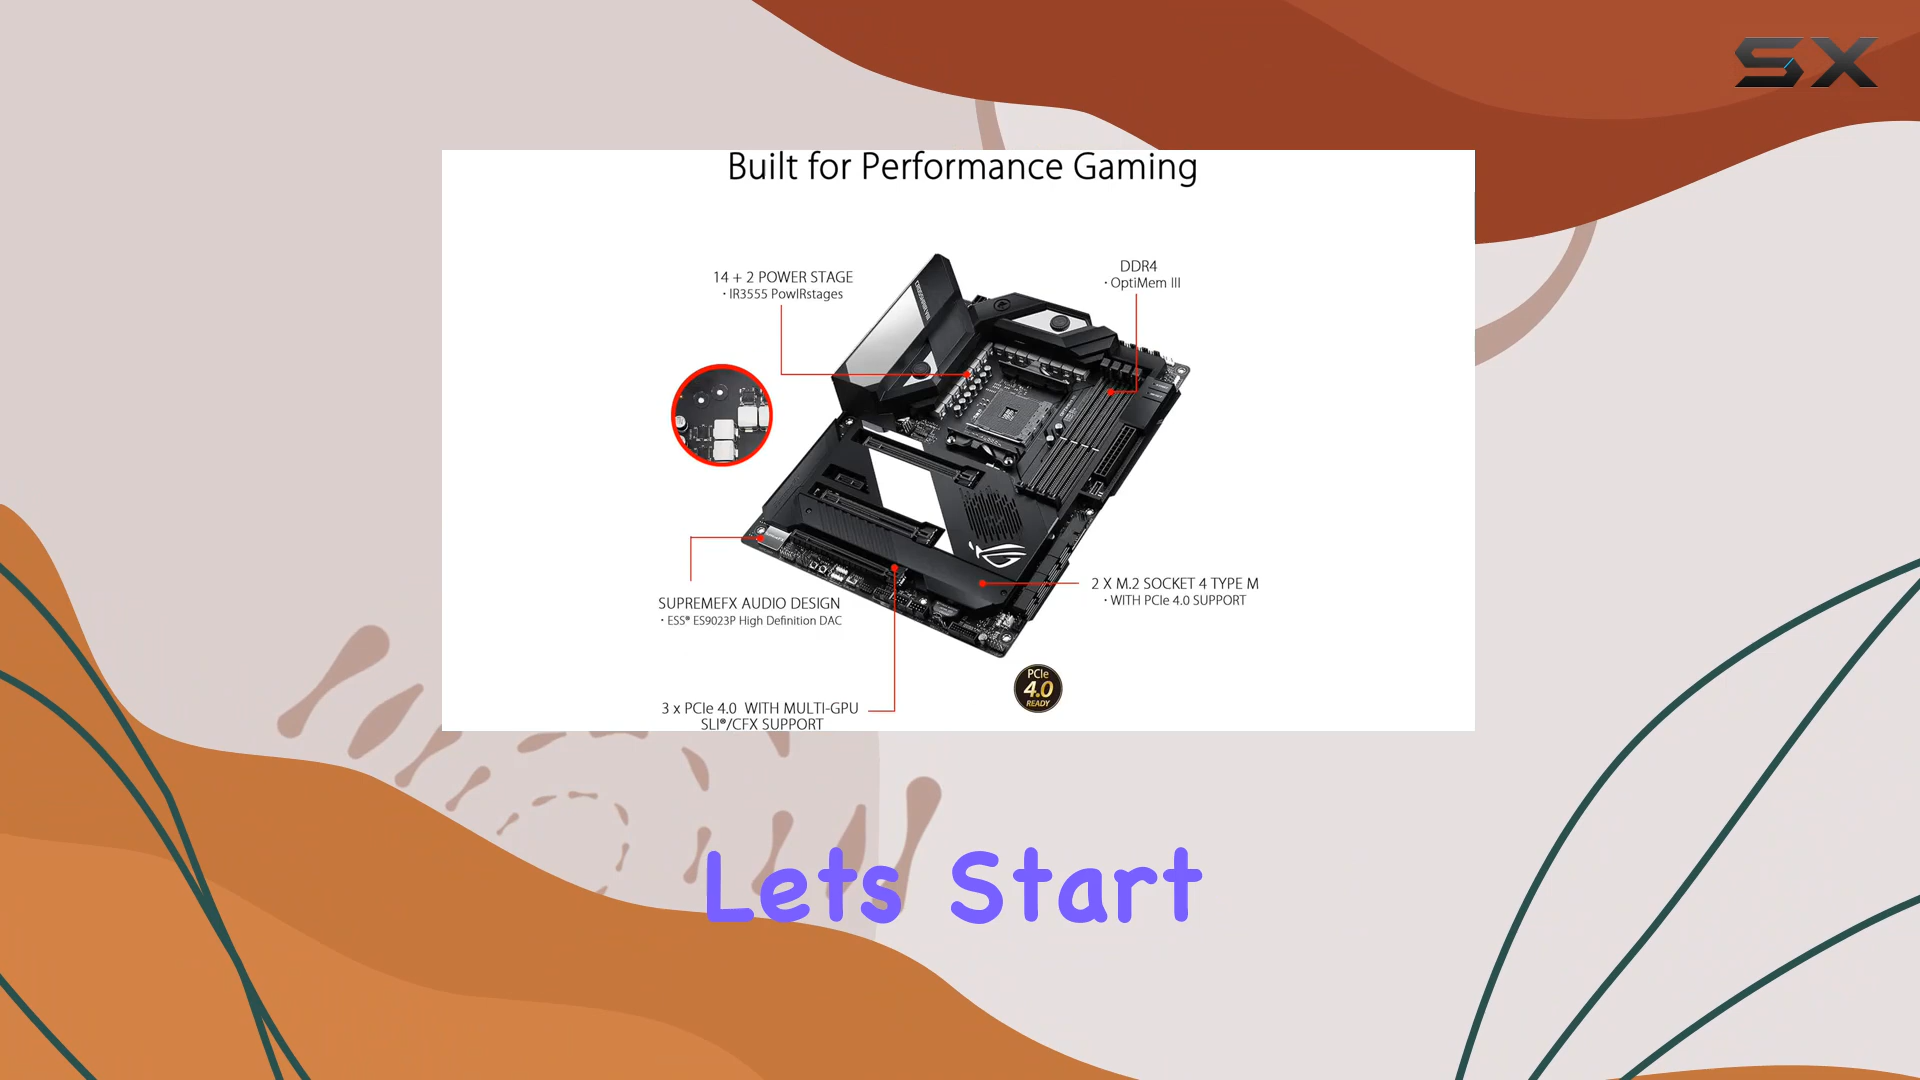 SX
Built for Performance Gaming
14 + 2 POWER STAGE
· IR3555 PowIRstages
DDR4
· OptiMem III
CROSSHAIR VIII
SUPREMEFX AUDIO DESIGN
· ESS® ES9023P High Definition DAC
2 X M.2 SOCKET 4 TYPE M
· WITH PCIe 4.0 SUPPORT
3 x PCIe 4.0 WITH MULTI-GPU
SLI®/CFX SUPPORT
PCIe
4.0
READY
Lets Start